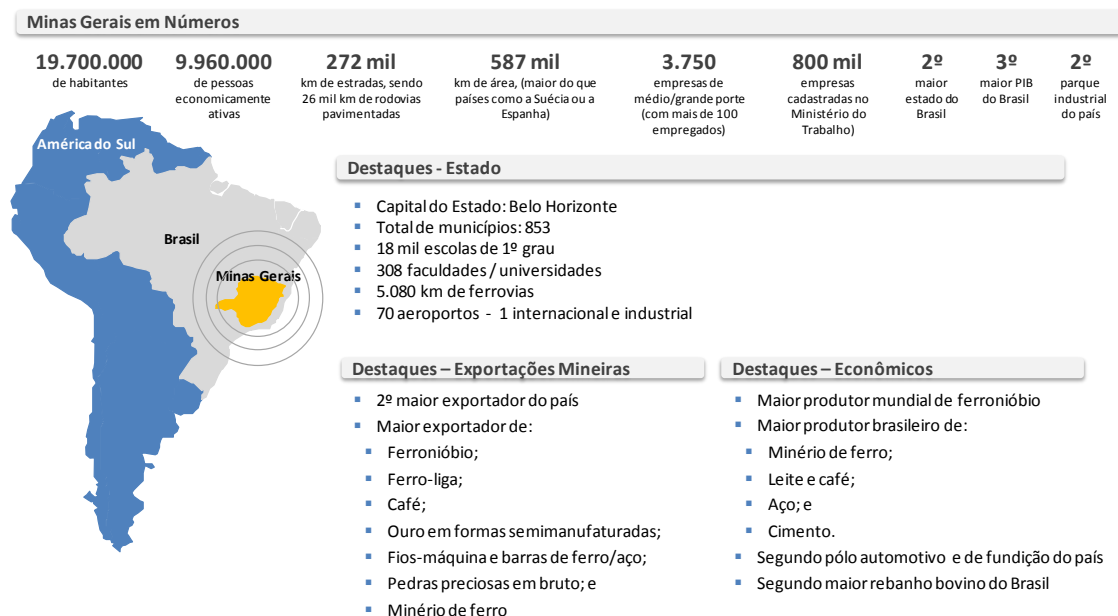 Minas Gerais em Números
19.700.000
de habitantes
9.960.000
de pessoas
economicamente
ativas
272 mil
km de estradas, sendo
26 mil km de rodovias
pavimentadas
587 mil
km de área, (maior do que
países como a Suécia ou a
Espanha)
3.750
empresas de
médio/grande porte
(com mais de 100
empregados)
800 mil
empresas
cadastradas no
Ministério do
Trabalho)
2º
maior
estado do
Brasil
3º
maior PIB
do Brasil
2º
parque
industrial
do país
América do Sul
Brasil
Minas Gerais
Destaques - Estado
Capital do Estado: Belo Horizonte
Total de municípios: 853
18 mil escolas de 1º grau
308 faculdades / universidades
5.080 km de ferrovias
70 aeroportos - 1 internacional e industrial
Destaques – Exportações Mineiras
2º maior exportador do país
Maior exportador de:
Ferronióbio;
Ferro-liga;
Café;
Ouro em formas semimanufaturadas;
Fios-máquina e barras de ferro/aço;
Pedras preciosas em bruto; e
Minério de ferro
Destaques – Econômicos
Maior produtor mundial de ferronióbio
Maior produtor brasileiro de:
Minério de ferro;
Leite e café;
Aço; e
Cimento.
Segundo pólo automotivo e de fundição do país
Segundo maior rebanho bovino do Brasil